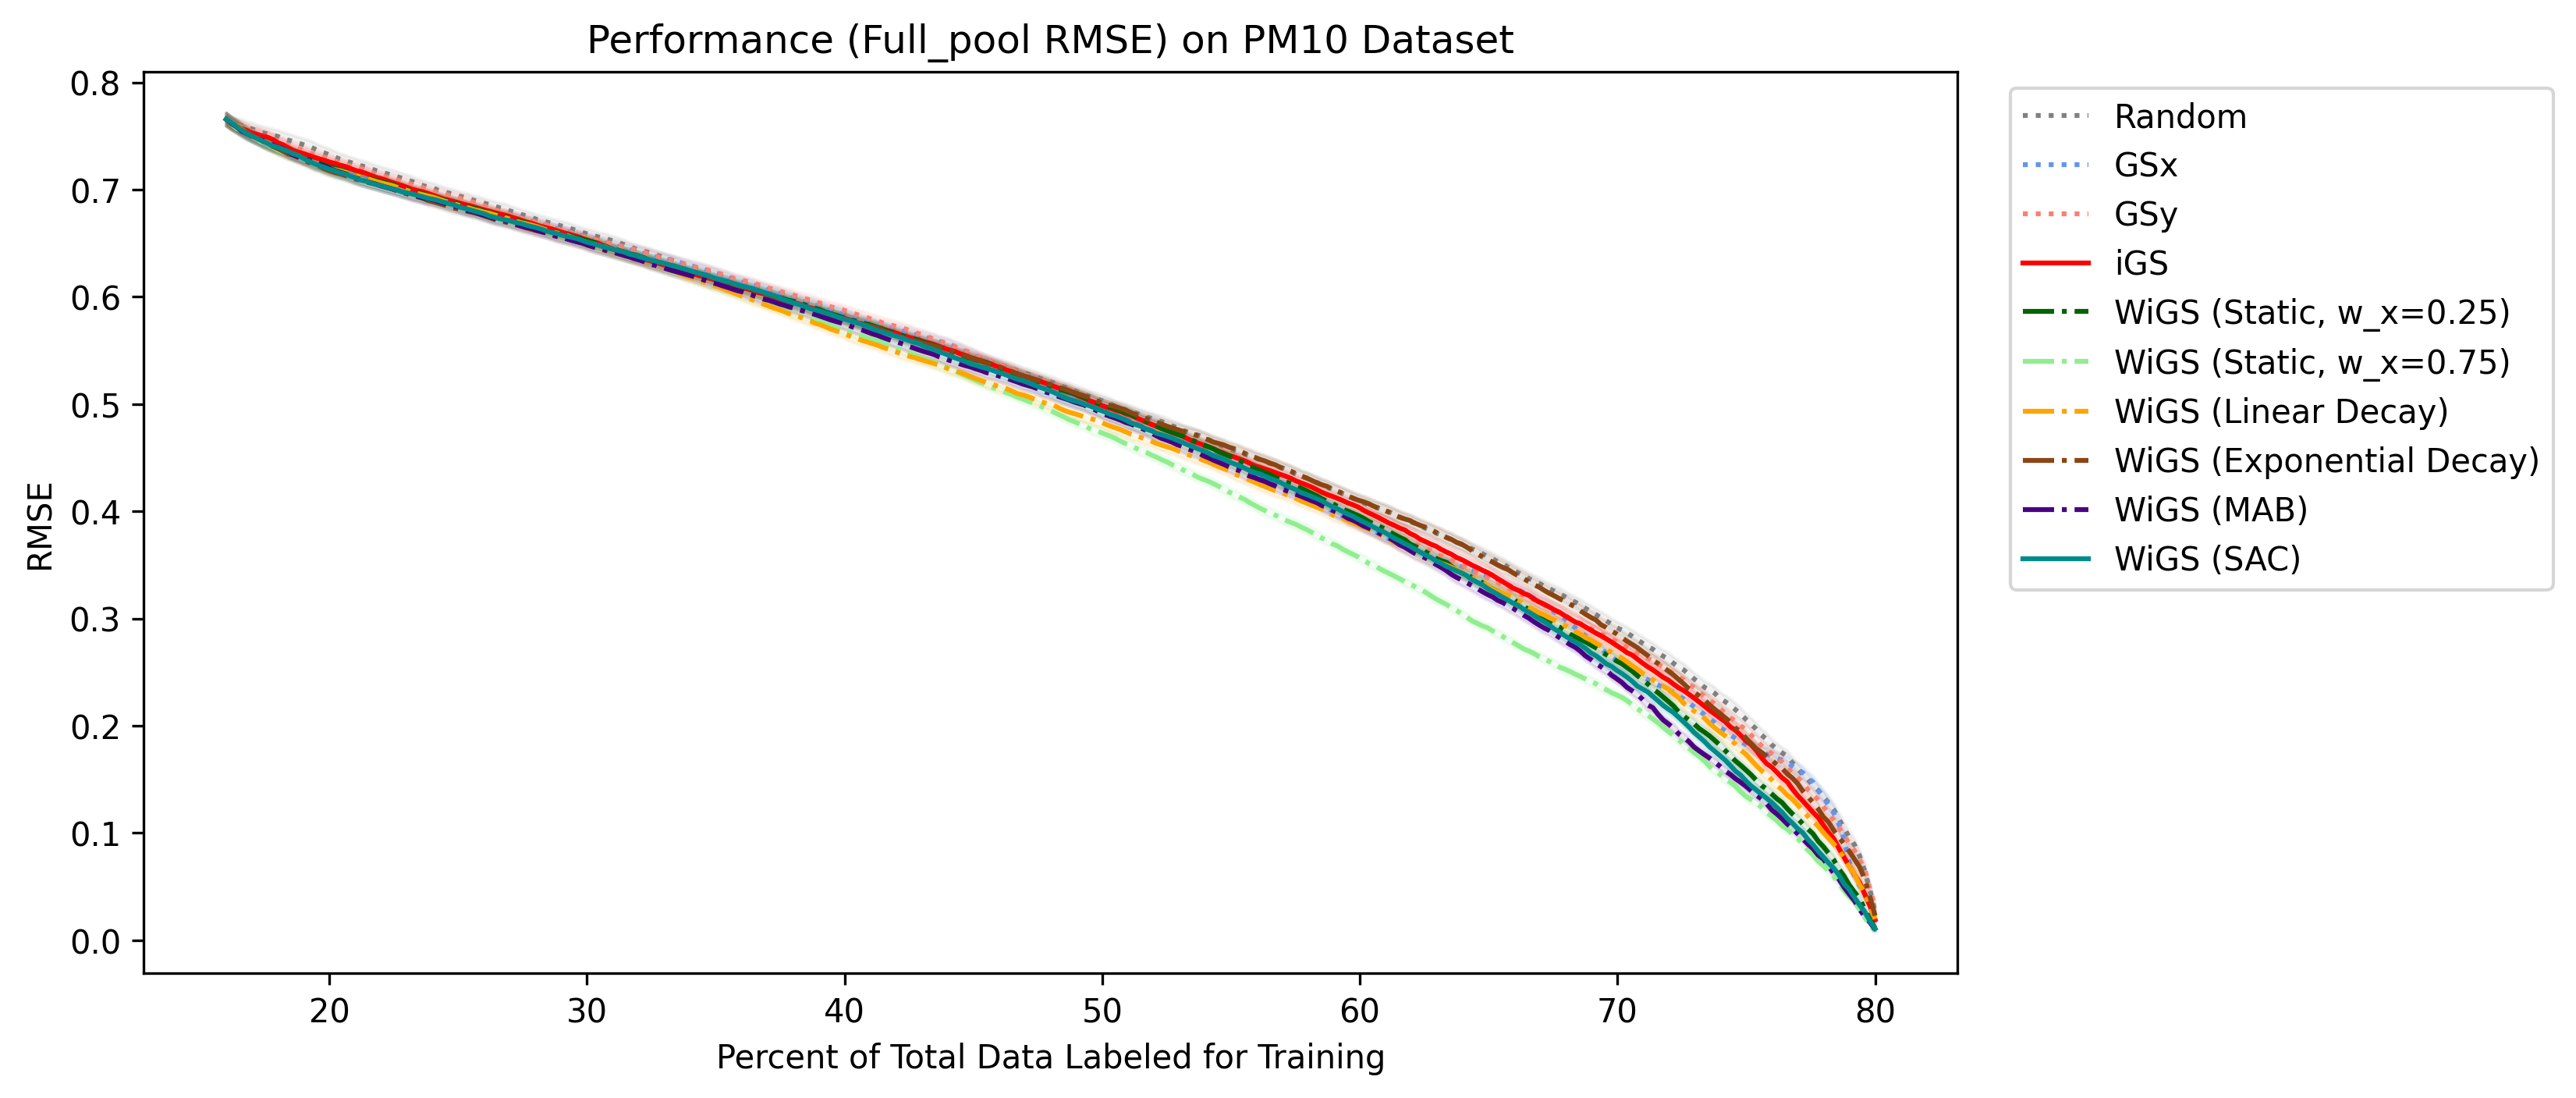 Performance (Full_pool RMSE) on PM10 Dataset
0.8
0.7
0.6
0.5
0.4
0.3
0.2
0.1
0.0
RMSE
20 30 40 50 60 70 80
Percent of Total Data Labeled for Training
Random
GSx
GSy
iGS
WiGS (Static, w_x=0.25)
WiGS (Static, w_x=0.75)
WiGS (Linear Decay)
WiGS (Exponential Decay)
WiGS (MAB)
WiGS (SAC)